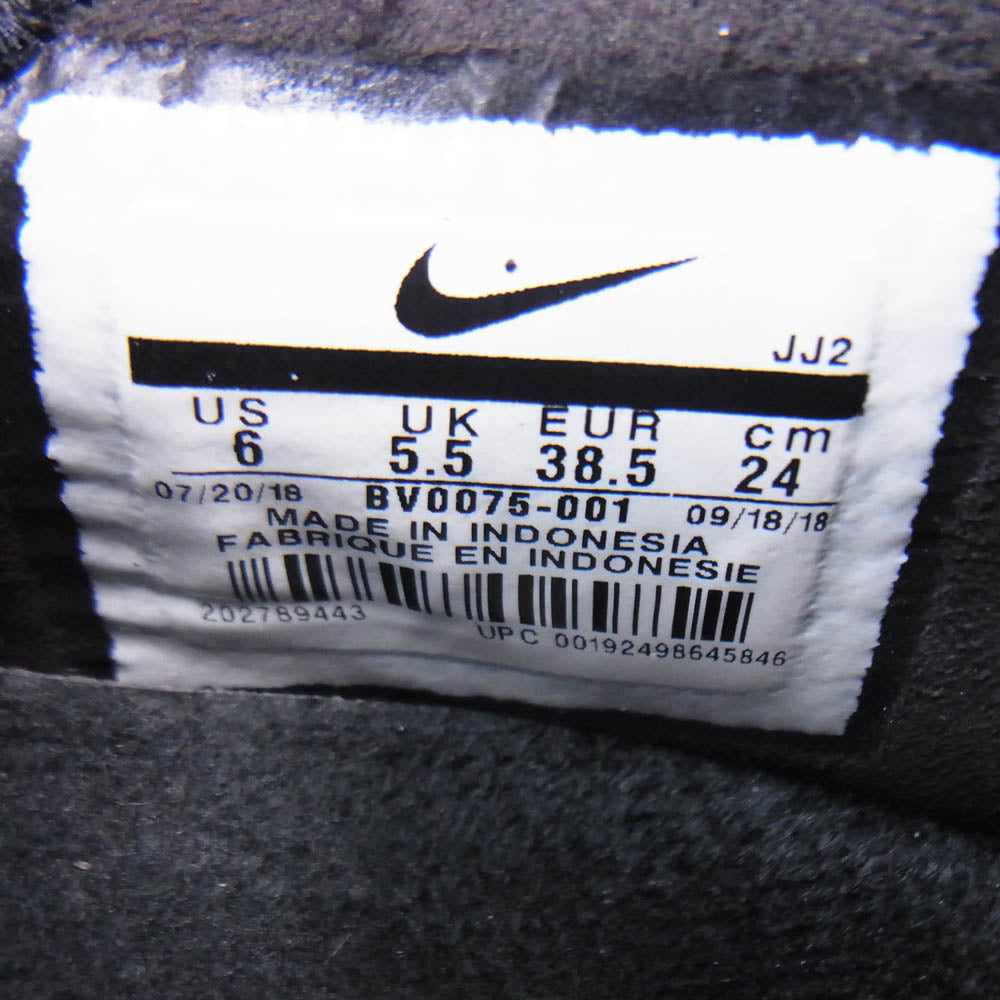 JJ2
US UK EUR cm
6 5.5 38.5 24
07/20/18 BV0075-001 09/18/18
MADE IN INDONESIA
FABRIQUE EN INDONESIE
202789443
UPC 00192498645846